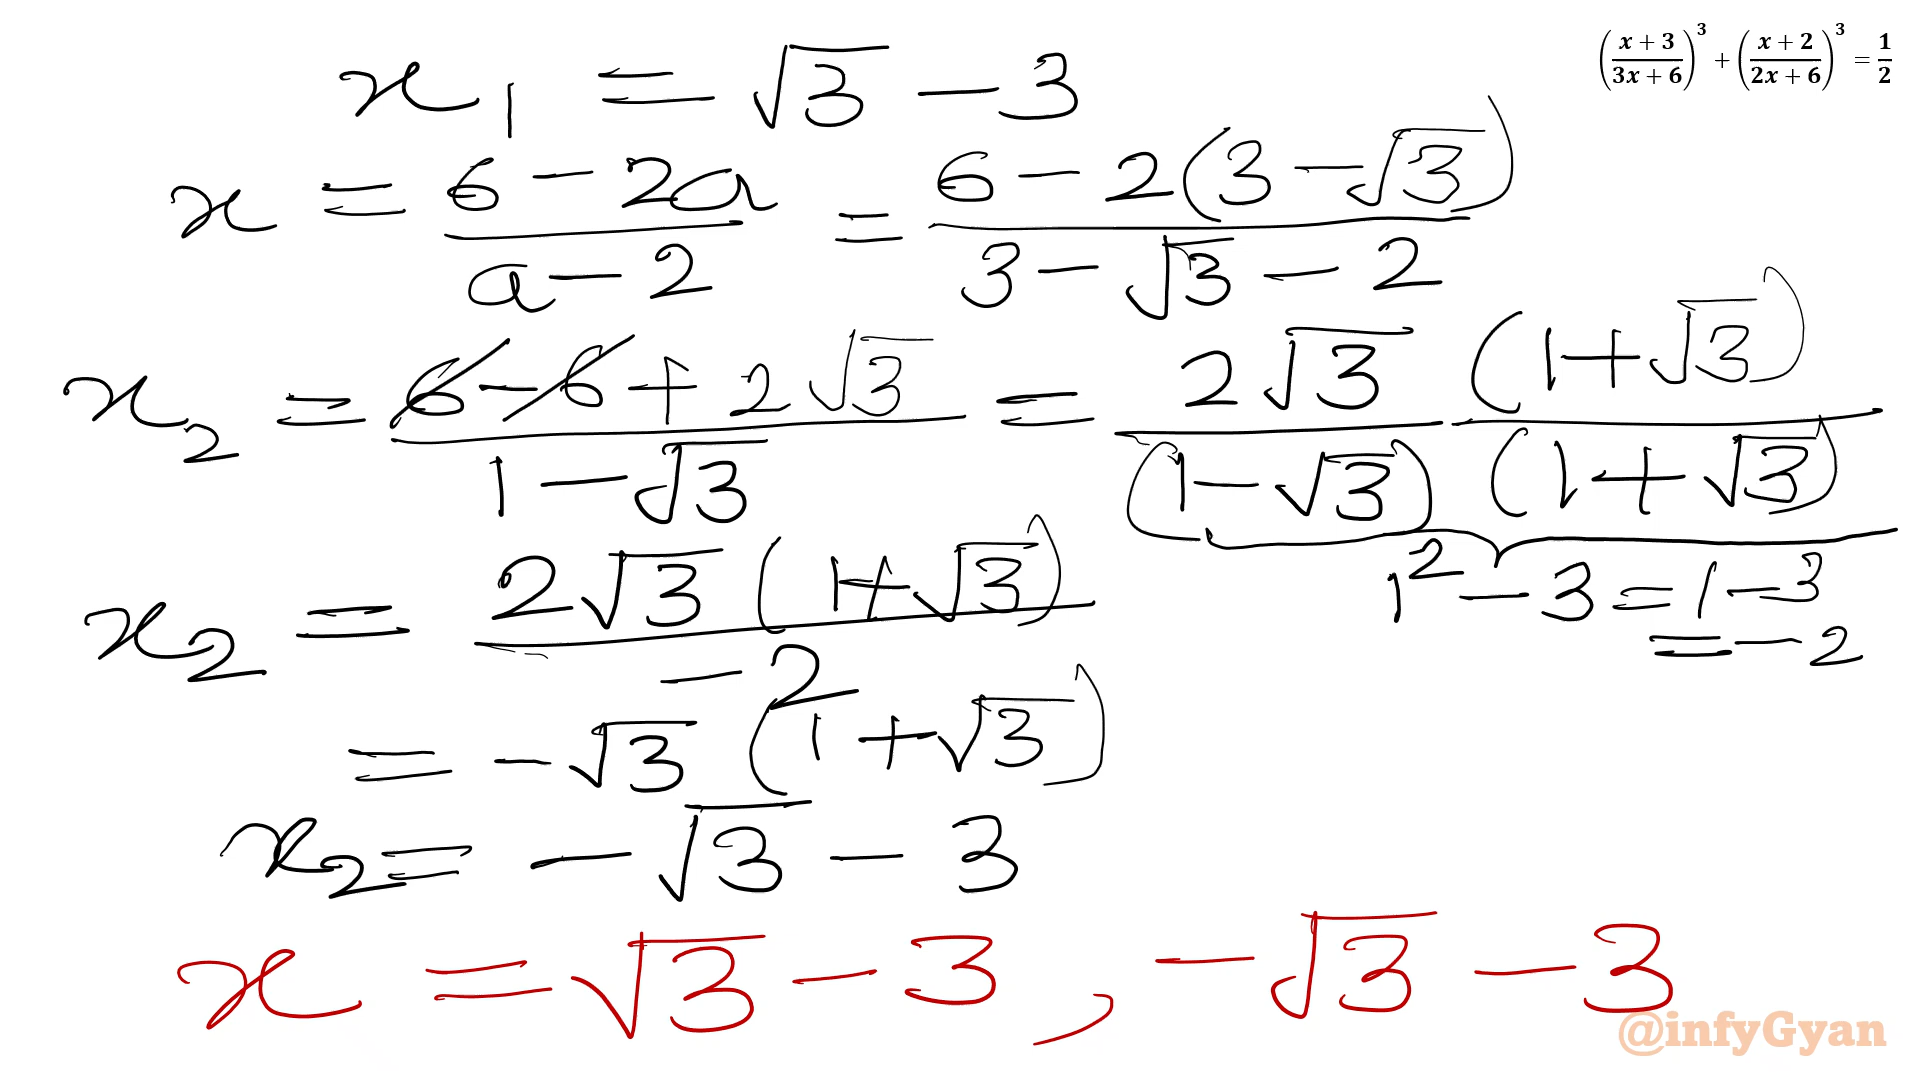 ((x + 3)/(3x + 6))³ + ((x + 2)/(2x + 6))³ = 1/2
x₁ = √3 − 3
x = (6 − 2a)/(a − 2) = (6 − 2(3 − √3))/(3 − √3 − 2)
x₂ = (6 − 6 + 2√3)/(1 − √3) = 2√3/(1 − √3) (1 + √3)/(1 + √3)
1² − 3 = 1 − 3
= −2
x₂ = 2√3(1 + √3)/−2
= −√3(1 + √3)
x₂ = −√3 − 3
x = √3 − 3, −√3 − 3
@infyGyan